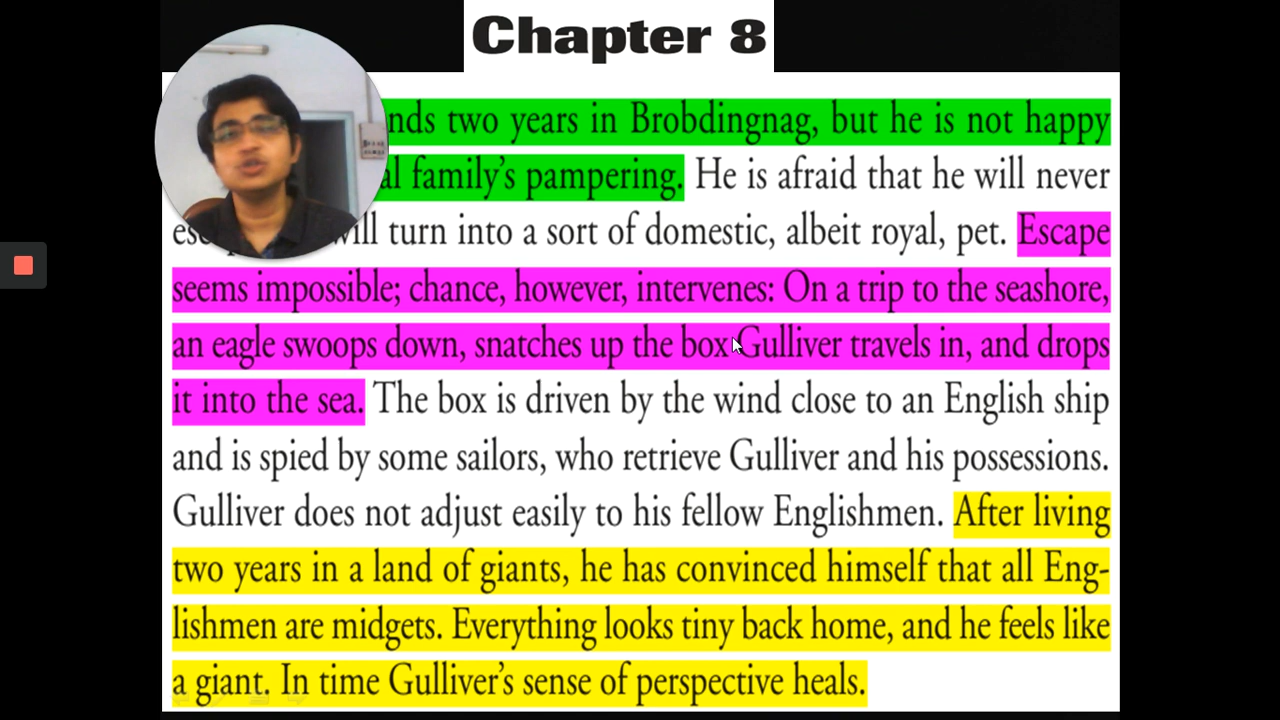 Chapter 8
nds two years in Brobdingnag, but he is not happy
al family's pampering. He is afraid that he will never
will turn into a sort of domestic, albeit royal, pet. Escape
seems impossible; chance, however, intervenes: On a trip to the seashore,
an eagle swoops down, snatches up the box Gulliver travels in, and drops
it into the sea. The box is driven by the wind close to an English ship
and is spied by some sailors, who retrieve Gulliver and his possessions.
Gulliver does not adjust easily to his fellow Englishmen. After living
two years in a land of giants, he has convinced himself that all Eng-
lishmen are midgets. Everything looks tiny back home, and he feels like
a giant. In time Gulliver's sense of perspective heals.